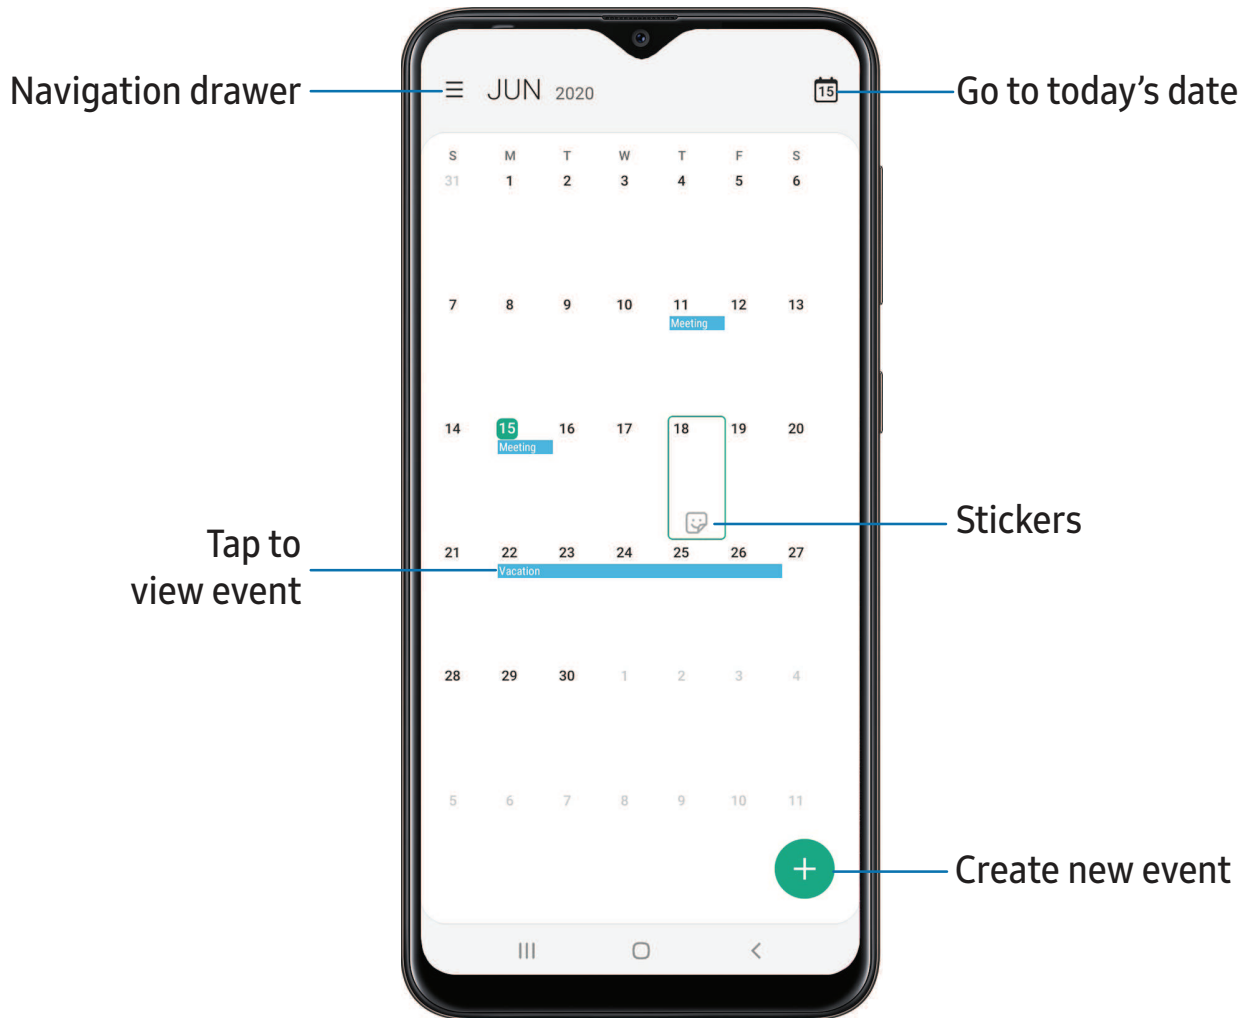 Navigation drawer
JUN 2020
15
Go to today's date
S M T W T F S
31 1 2 3 4 5 6
7 8 9 10 11 12 13
Meeting
14 15 16 17 18 19 20
Meeting
Stickers
Tap to
view event
21 22 23 24 25 26 27
Vacation
28 29 30 1 2 3 4
5 6 7 8 9 10 11
Create new event